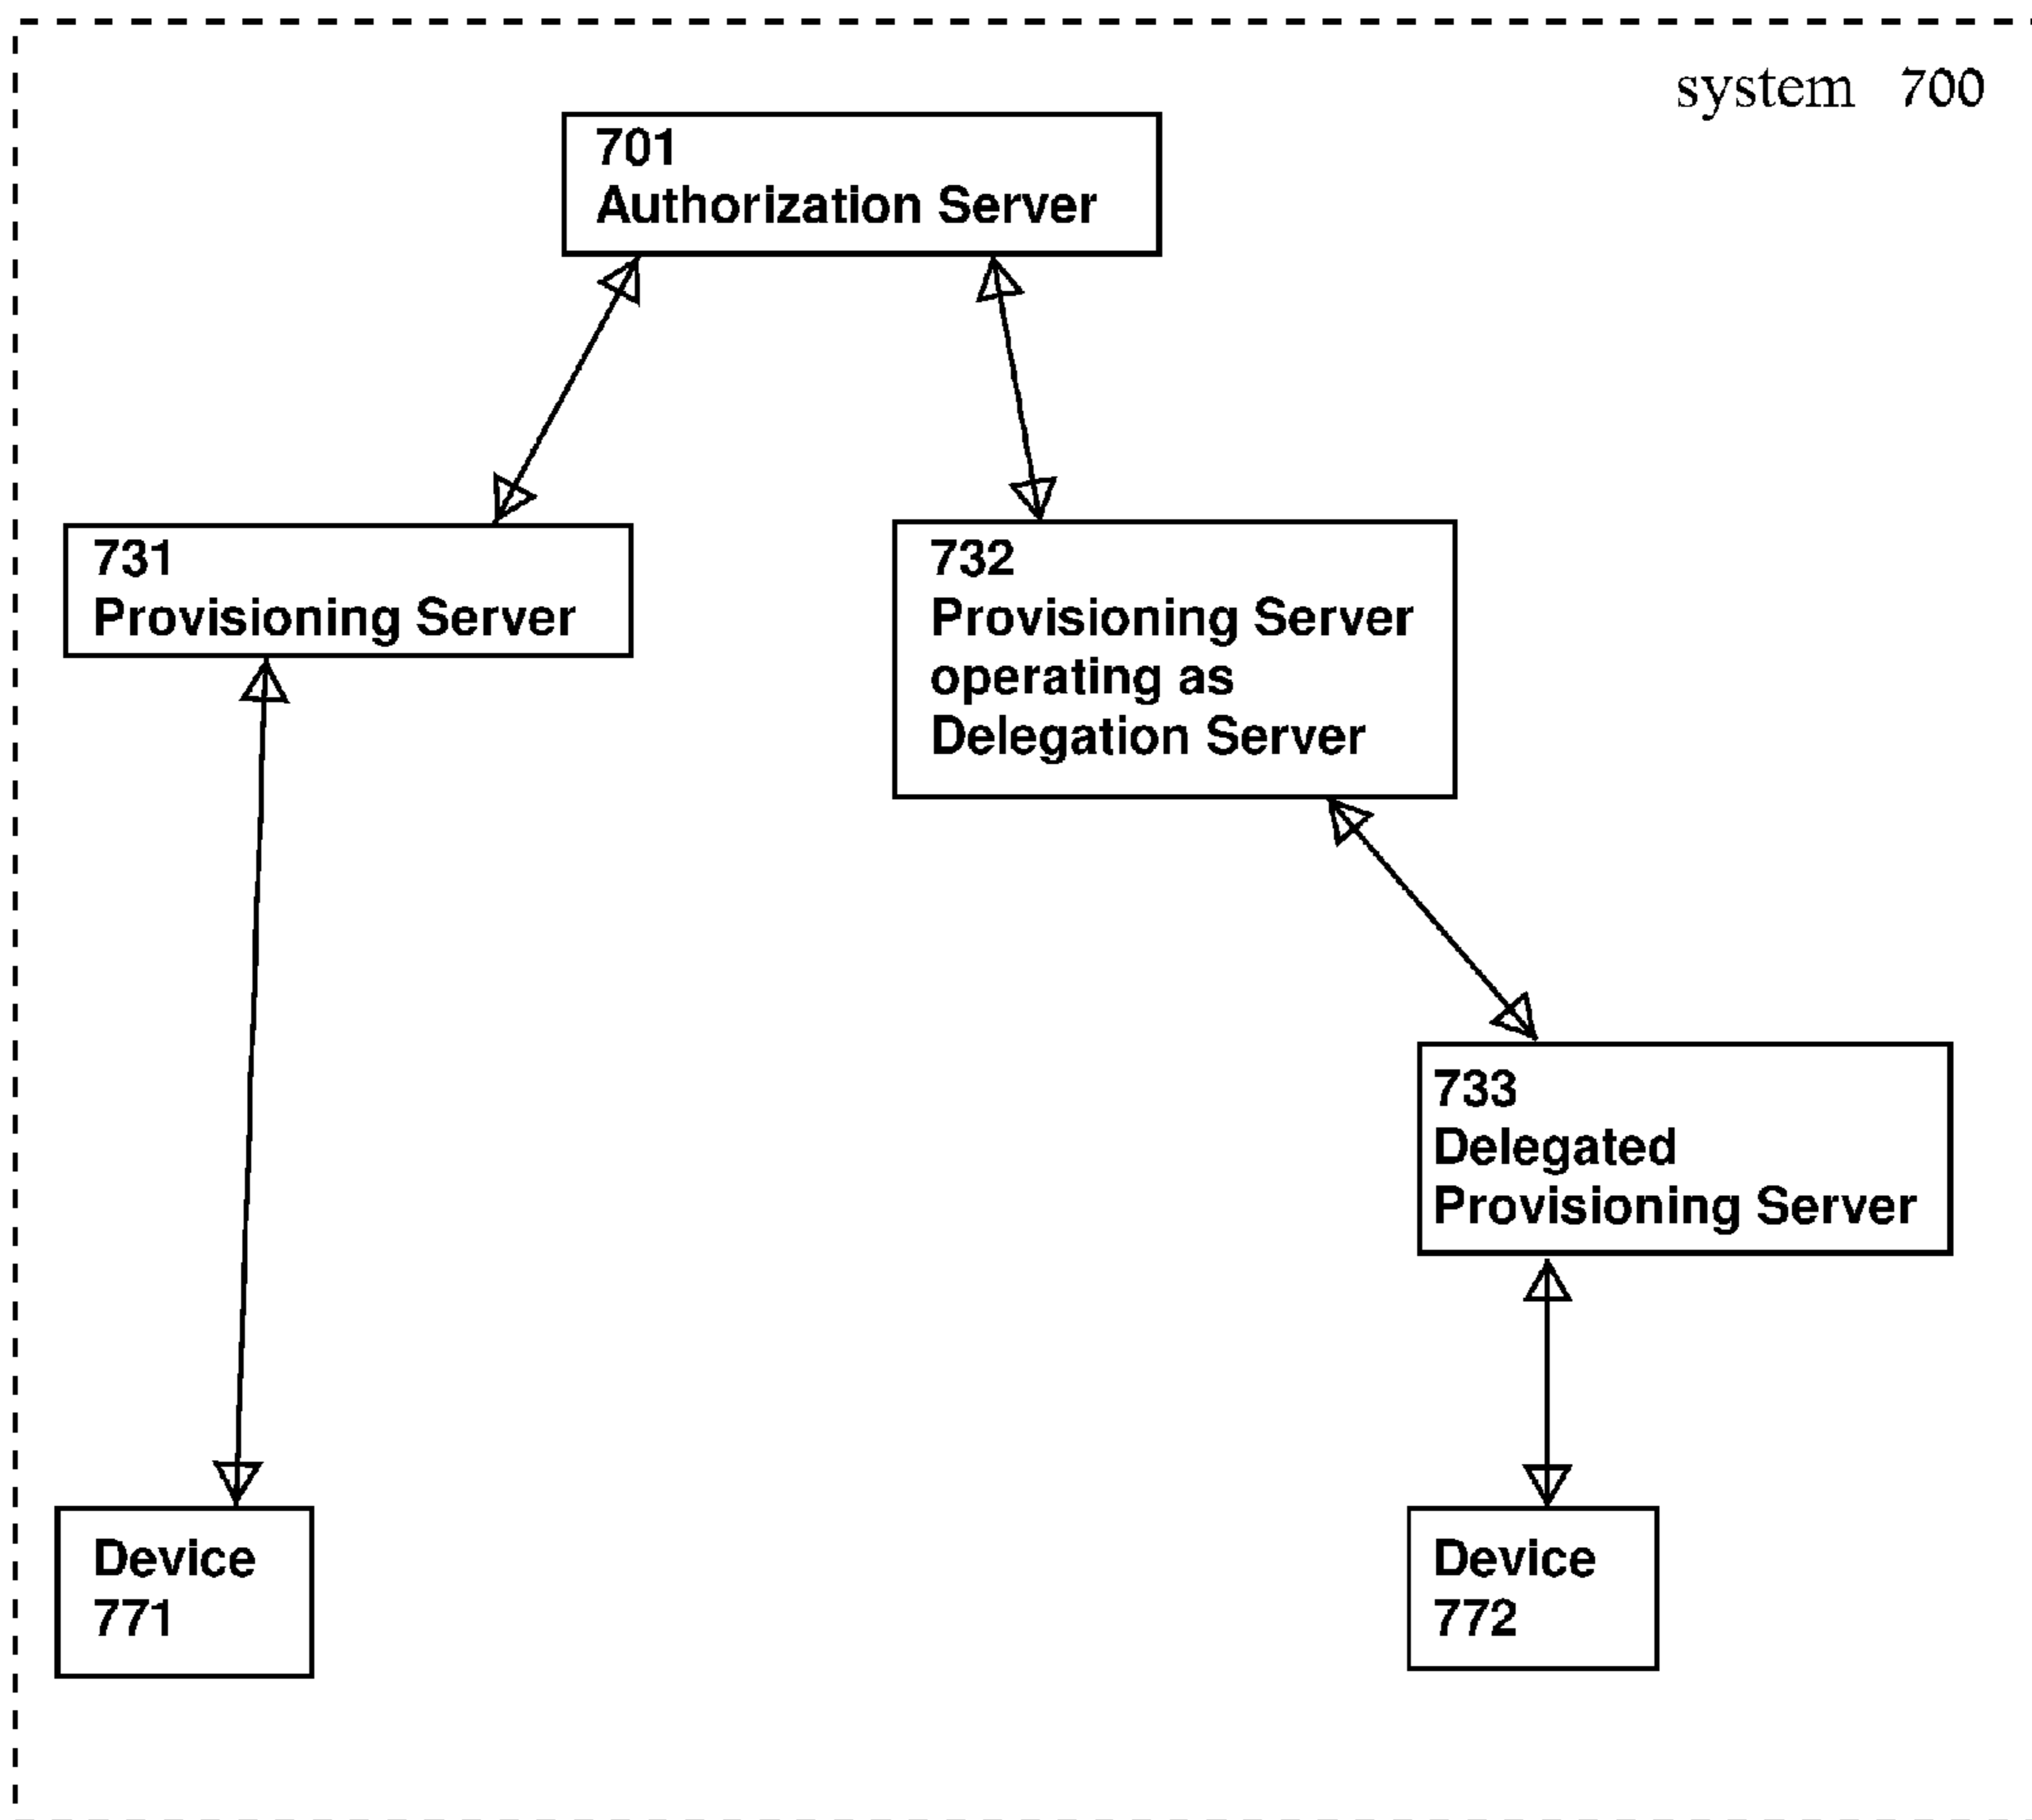 system 700
701
Authorization Server
731
Provisioning Server
732
Provisioning Server
operating as
Delegation Server
733
Delegated
Provisioning Server
Device
771
Device
772